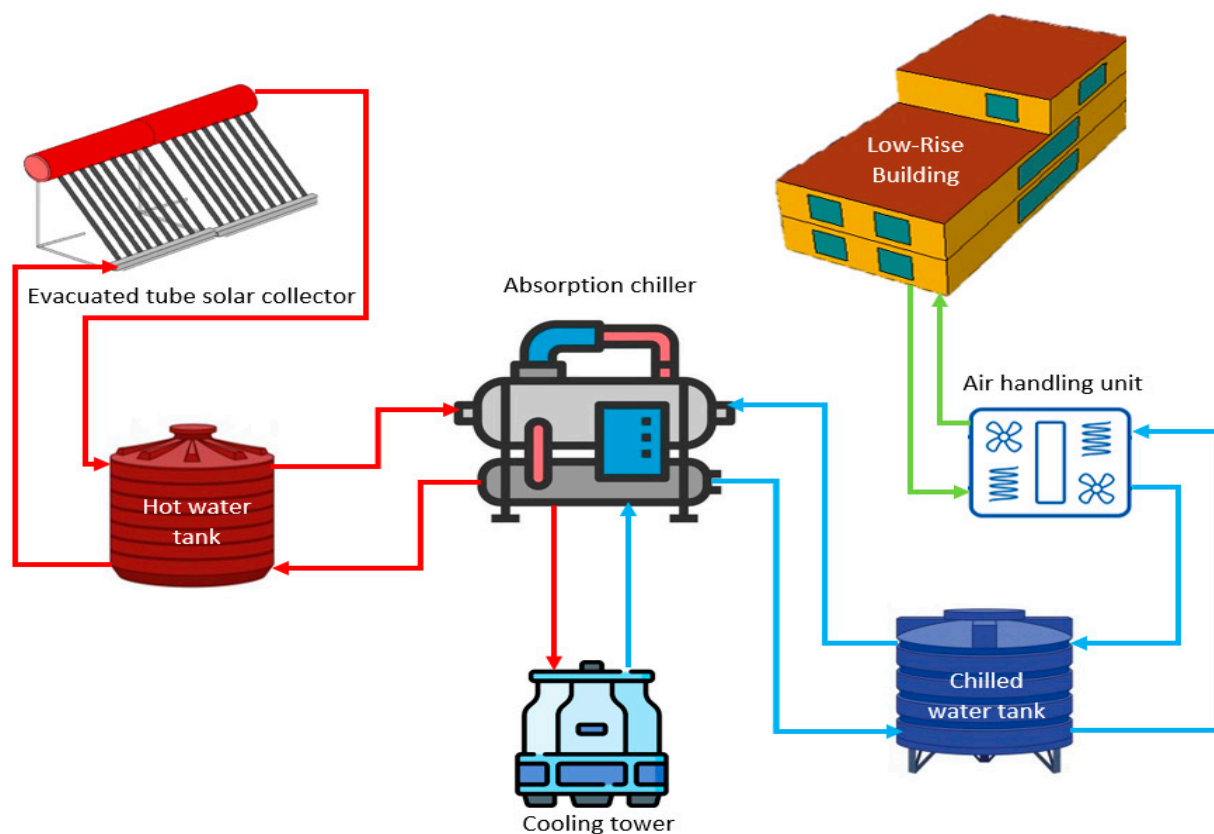 Low-Rise
Building
Evacuated tube solar collector
Absorption chiller
Air handling unit
Hot water
tank
Chilled
water tank
Cooling tower